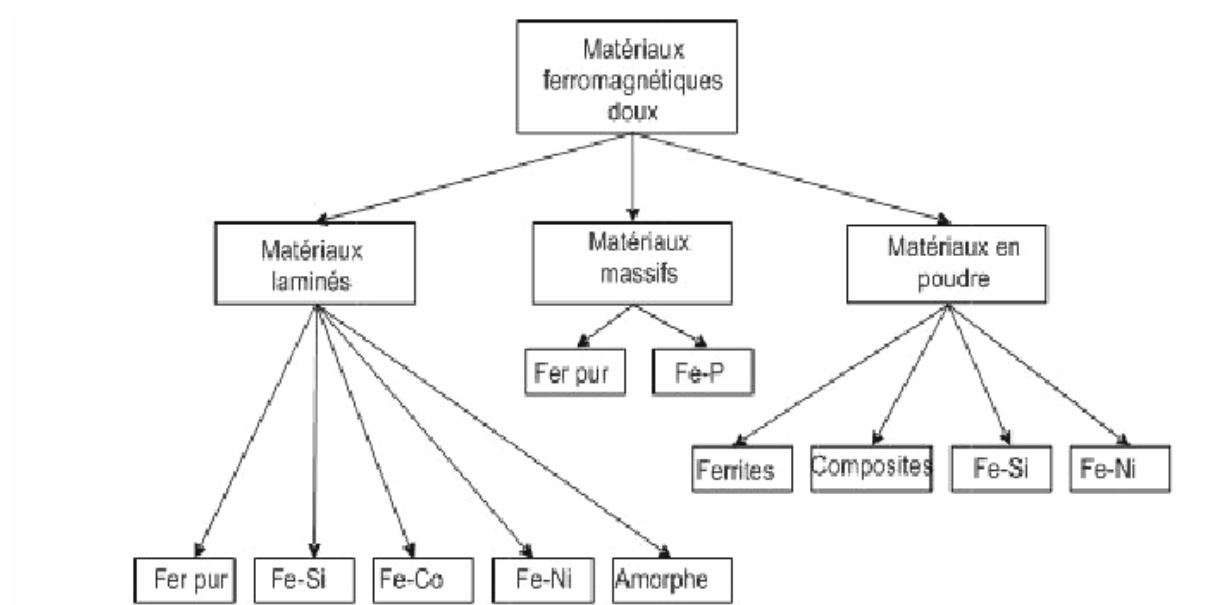 Matériaux
ferromagnétiques
doux
Matériaux
laminés
Matériaux
massifs
Matériaux en
poudre
Fer pur
Fe-P
Ferrites
Composites
Fe-Si
Fe-Ni
Fer pur
Fe-Si
Fe-Co
Fe-Ni
Amorphe